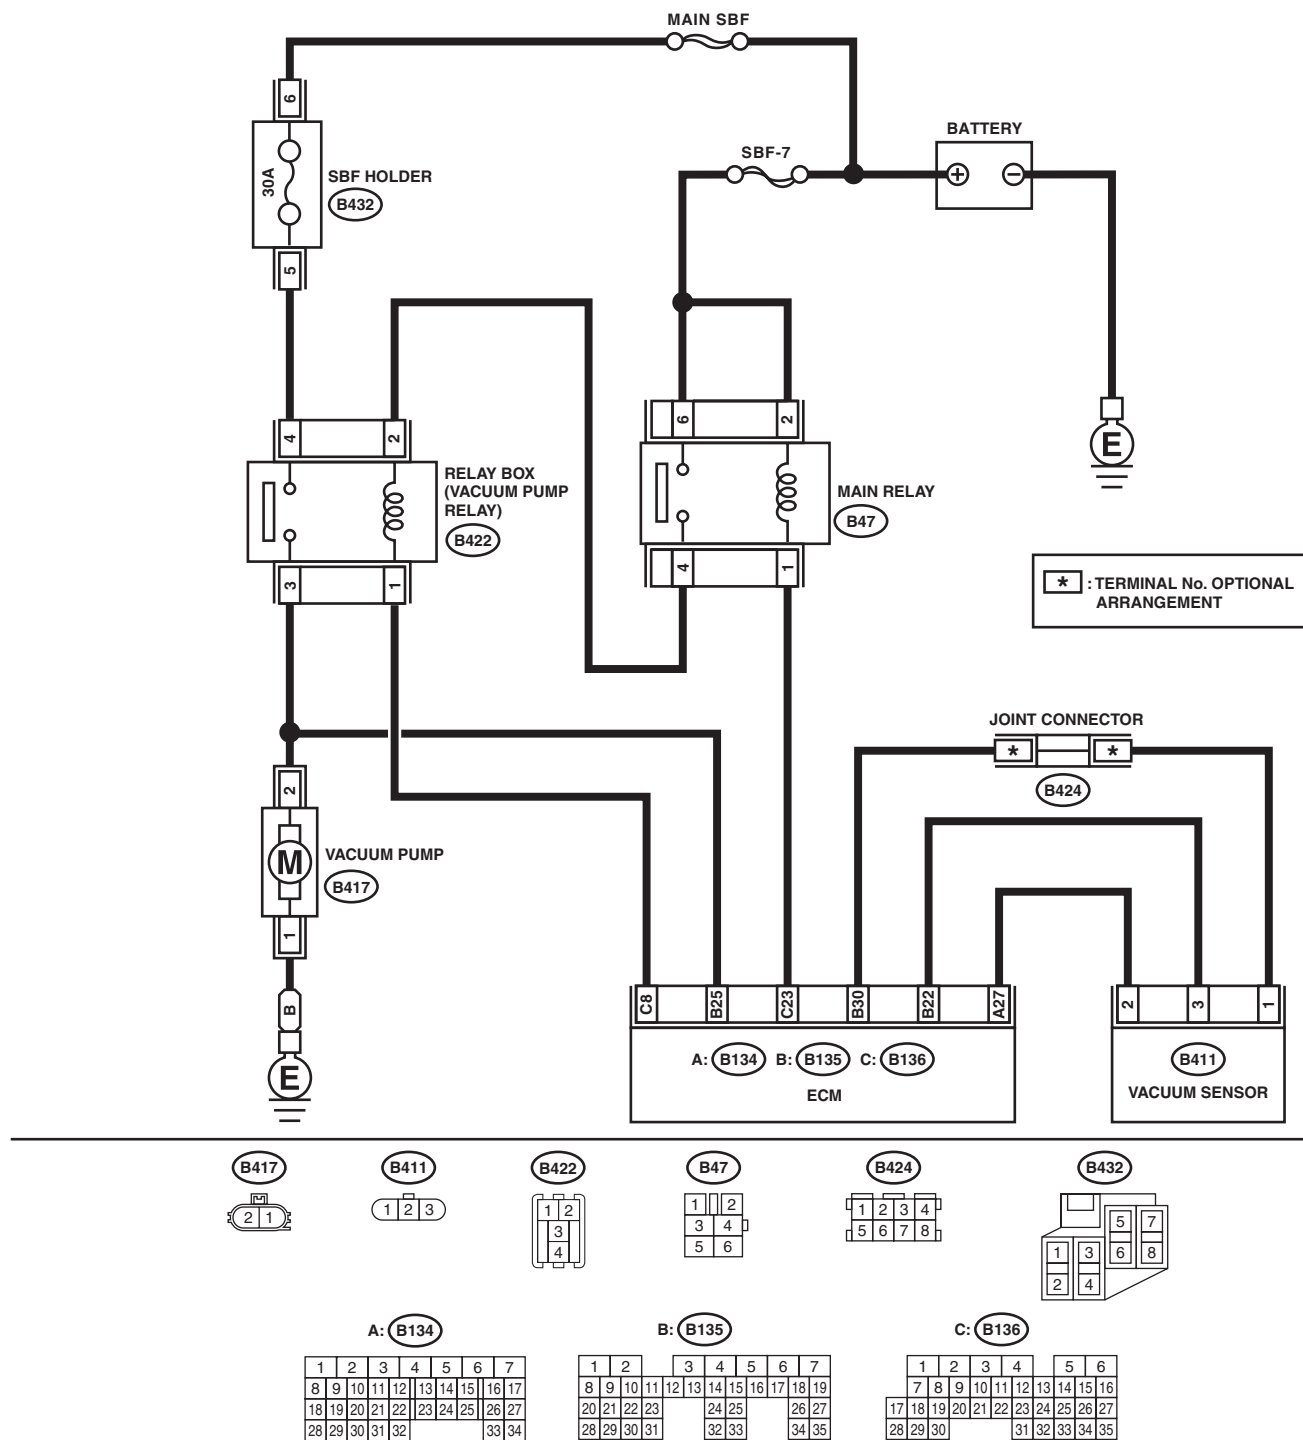 MAIN SBF
6
BATTERY
SBF-7
30A
SBF HOLDER
B432
+
−
5
4
2
6
2
E
RELAY BOX
(VACUUM PUMP
RELAY)
B422
MAIN RELAY
B47
3
1
4
1
* : TERMINAL No. OPTIONAL
ARRANGEMENT
JOINT CONNECTOR
*
*
B424
2
M
VACUUM PUMP
B417
1
B
C8
B25
C23
B30
B22
A27
2
3
1
E
A: B134 B: B135 C: B136
ECM
B411
VACUUM SENSOR
B417
B411
B422
B47
B424
B432
2 1
1 2 3
1 2
3
4
1 2
3 4
5 6
1 2 3 4
5 6 7 8
5 7
6 8
1 3
2 4
A: B134
B: B135
C: B136
1 2 3 4 5 6 7
8 9 10 11 12 13 14 15 16 17
18 19 20 21 22 23 24 25 26 27
28 29 30 31 32 33 34
1 2 3 4 5 6 7
8 9 10 11 12 13 14 15 16 17 18 19
20 21 22 23 24 25 26 27
28 29 30 31 32 33 34 35
1 2 3 4 5 6
7 8 9 10 11 12 13 14 15 16
17 18 19 20 21 22 23 24 25 26 27
28 29 30 31 32 33 34 35